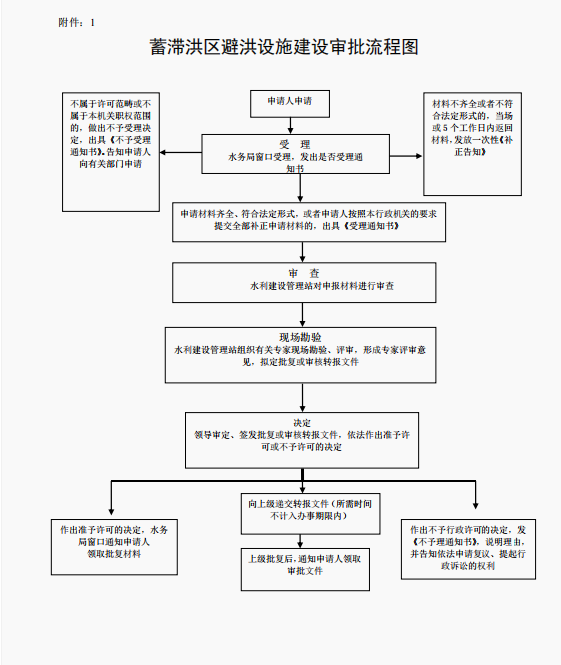 附件：1
蓄滞洪区避洪设施建设审批流程图
申请人申请
不属于许可范畴或不
属于本机关职权范围
的，做出不予受理决
定，出具《不予受理
通知书》。告知申请人
向有关部门申请
受 理
水务局窗口受理，发出是否受理通
知书
材料不齐全或者不符
合法定形式的，当场
或5个工作日内返回
材料，发放一次性《补
正告知》
申请材料齐全、符合法定形式，或者申请人按照本行政机关的要求
提交全部补正申请材料的，出具《受理通知书》
审 查
水利建设管理站对申报材料进行审查
现场勘验
水利建设管理站组织有关专家现场勘验、评审，形成专家评审意
见，拟定批复或审核转报文件
决定
领导审定、签发批复或审核转报文件，依法作出准予许
可或不予许可的决定
作出准予许可的决定，水务
局窗口通知申请人
领取批复材料
向上级递交转报文件（所需时间
不计入办事期限内）
上级批复后，通知申请人领取
审批文件
作出不予行政许可的决定，发
《不予理通知书》，说明理由，
并告知依法申请复议、提起行
政诉讼的权利